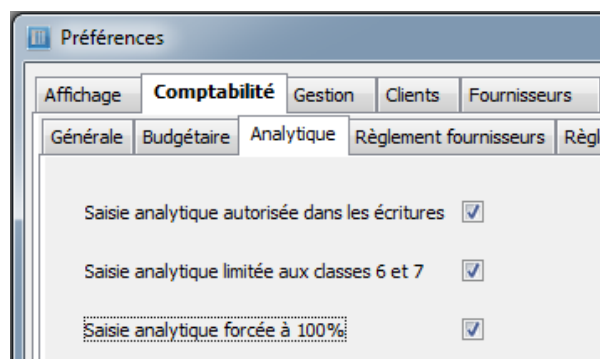 Préférences
Affichage Comptabilité Gestion Clients Fournisseurs
Générale Budgétaire Analytique Règlement fournisseurs Règl
Saisie analytique autorisée dans les écritures
Saisie analytique limitée aux classes 6 et 7
Saisie analytique forcée à 100%